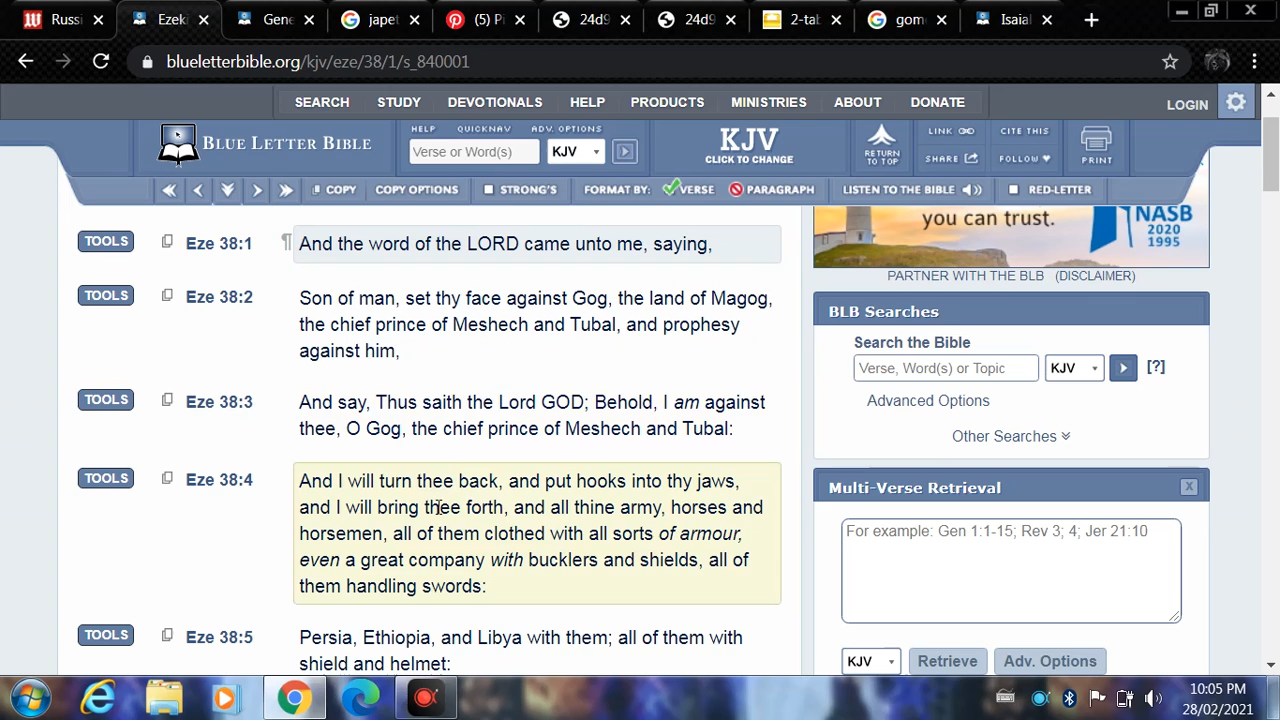 Russi
Ezeki
Gene
japet
(5) Pi
24d9
24d9
2-tab
gome
Isaial
blueletterbible.org/kjv/eze/38/1/s_840001
SEARCH STUDY DEVOTIONALS HELP PRODUCTS MINISTRIES ABOUT DONATE LOGIN
BLUE LETTER BIBLE
HELP QUICKNAV ADV. OPTIONS
Verse or Word(s) KJV
KJV
CLICK TO CHANGE
RETURN
TO TOP
LINK CITE THIS
SHARE FOLLOW
PRINT
COPY COPY OPTIONS STRONG'S FORMAT BY: VERSE PARAGRAPH LISTEN TO THE BIBLE RED-LETTER
TOOLS Eze 38:1 ¶ And the word of the LORD came unto me, saying,
TOOLS Eze 38:2 Son of man, set thy face against Gog, the land of Magog,
the chief prince of Meshech and Tubal, and prophesy
against him,
TOOLS Eze 38:3 And say, Thus saith the Lord GOD; Behold, I am against
thee, O Gog, the chief prince of Meshech and Tubal:
TOOLS Eze 38:4 And I will turn thee back, and put hooks into thy jaws,
and I will bring thee forth, and all thine army, horses and
horsemen, all of them clothed with all sorts of armour,
even a great company with bucklers and shields, all of
them handling swords:
TOOLS Eze 38:5 Persia, Ethiopia, and Libya with them; all of them with
shield and helmet:
you can trust.
NASB
2020
1995
PARTNER WITH THE BLB (DISCLAIMER)
BLB Searches
Search the Bible
Verse, Word(s) or Topic KJV [?]
Advanced Options
Other Searches
Multi-Verse Retrieval X
For example: Gen 1:1-15; Rev 3; 4; Jer 21:10
KJV Retrieve Adv. Options
10:05 PM
28/02/2021